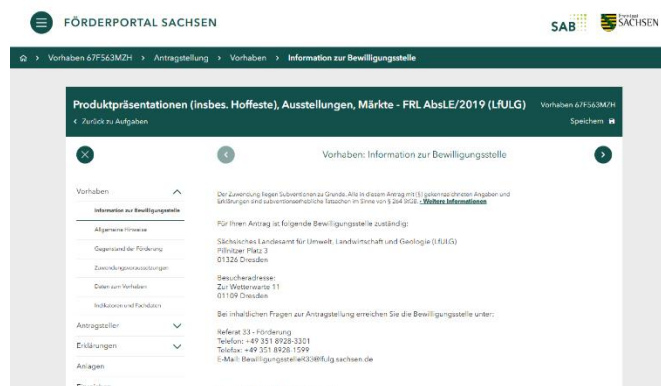 FÖRDERPORTAL SACHSEN
SAB
Freistaat
SACHSEN
Vorhaben 67F563MZH > Antragstellung > Vorhaben > Information zur Bewilligungsstelle
Produktpräsentationen (insbes. Hoffeste), Ausstellungen, Märkte - FRL AbsLE/2019 (LfULG)
Vorhaben 67F563MZH
< Zurück zu Aufgaben
Speichern
Vorhaben: Information zur Bewilligungsstelle
Vorhaben
Information zur Bewilligungsstelle
Allgemeine Hinweise
Gegenstand der Förderung
Zuwendungsvoraussetzungen
Daten zum Vorhaben
Indikatoren und Fachdaten
Antragsteller
Erklärungen
Anlagen
Der Zuwendung liegen Subventionen zu Grunde. Alle in diesem Antrag mit (§) gekennzeichneten Angaben und
Erklärungen sind subventionserhebliche Tatsachen im Sinne von § 264 StGB. › Weitere Informationen
Für Ihren Antrag ist folgende Bewilligungsstelle zuständig:
Sächsisches Landesamt für Umwelt, Landwirtschaft und Geologie (LfULG)
Pillnitzer Platz 3
01326 Dresden
Besucheradresse:
Zur Wetterwarte 11
01109 Dresden
Bei inhaltlichen Fragen zur Antragstellung erreichen Sie die Bewilligungsstelle unter:
Referat 33 - Förderung
Telefon: +49 351 8928-3301
Telefax: +49 351 8928-1599
E-Mail: BewilligungsstelleR33@lfulg.sachsen.de